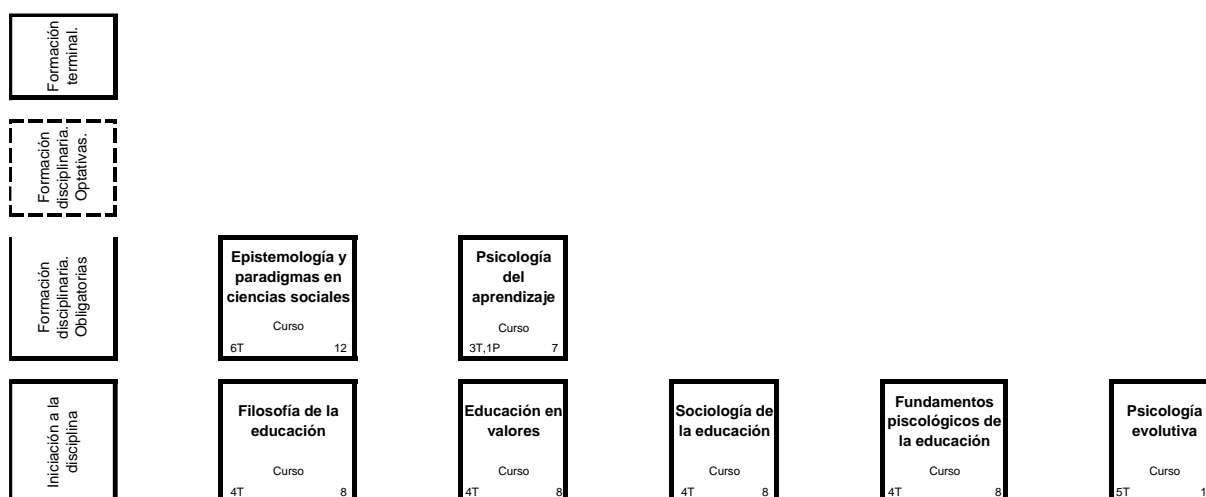 Formación
terminal.
Formación
disciplinaria.
Optativas.
Formación
disciplinaria.
Obligatorias
Epistemología y
paradigmas en
ciencias sociales
Curso
6T 12
Psicología
del
aprendizaje
Curso
3T,1P 7
Iniciación a la
disciplina
Filosofía de la
educación
Curso
4T 8
Educación en
valores
Curso
4T 8
Sociología de
la educación
Curso
4T 8
Fundamentos
piscológicos de
la educación
Curso
4T 8
Psicología
evolutiva
Curso
5T